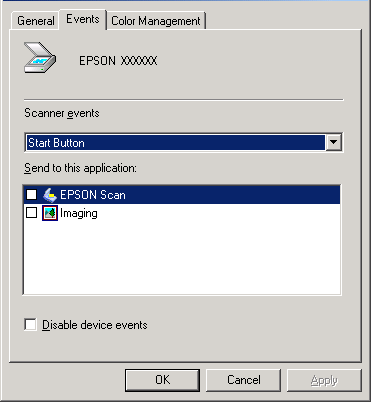 General Events Color Management
EPSON XXXXXX
Scanner events
Start Button
Send to this application:
EPSON Scan
Imaging
Disable device events
OK Cancel Apply